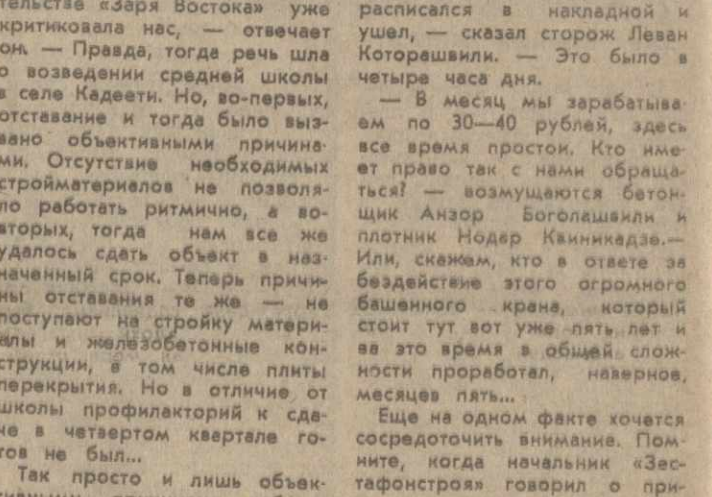 тельстве «Заря Востока» уже
критиковала нас, — отвечает
он. — Правда, тогда речь шла
о возведении средней школы
в селе Кадеети. Но, во-первых,
отставание и тогда было выз-
вано объективными причина-
ми. Отсутствие необходимых
стройматериалов не позволя-
ло работать ритмично, а во-
вторых, тогда нам все же
удалось сдать объект в наз-
наченный срок. Теперь причи-
ны отставания те же — не
поступают на стройку матери-
алы и железобетонные кон-
струкции, в том числе плиты
перекрытия. Но в отличие от
школы профилакторий к сда-
че в четвертом квартале го-
тов не был...
Так просто и лишь объек-
расписался в накладной и
ушел, — сказал сторож Леван
Которашвили. — Это было в
четыре часа дня.
— В месяц мы зарабатыва-
ем по 30—40 рублей, здесь
все время простои. Кто име-
ет право так с нами обраща-
ться? — возмущаются бетон-
щик Анзор Боголашвили и
плотник Нодар Квиникадзе.—
Или, скажем, кто в ответе за
бездействие этого огромного
башенного крана, который
стоит тут вот уже пять лет и
за это время в общей слож-
ности проработал, наверное,
месяцев пять...
Еще на одном факте хочется
сосредоточить внимание. Пом-
ните, когда начальник «Зес-
тафонстроя» говорил о при-